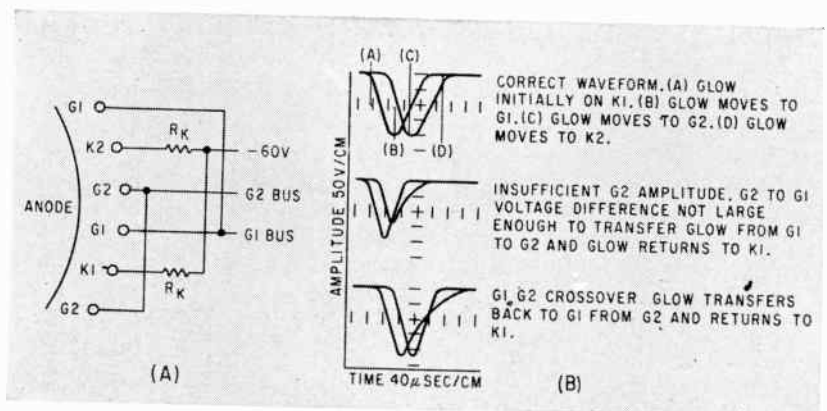 G1
K2
RK
-60V
G2
G2 BUS
ANODE
G1
G1 BUS
K1
RK
G2
(A)
(A)
(C)
(B)
(D)
AMPLITUDE 50V/CM
TIME 40μSEC/CM
CORRECT WAVEFORM.(A) GLOW
INITIALLY ON K1.(B) GLOW MOVES TO
G1.(C) GLOW MOVES TO G2.(D) GLOW
MOVES TO K2.
INSUFFICIENT G2 AMPLITUDE. G2 TO G1
VOLTAGE DIFFERENCE NOT LARGE
ENOUGH TO TRANSFER GLOW FROM G1
TO G2 AND GLOW RETURNS TO K1.
G1, G2 CROSSOVER GLOW TRANSFERS
BACK TO G1 FROM G2 AND RETURNS TO
K1.
(B)